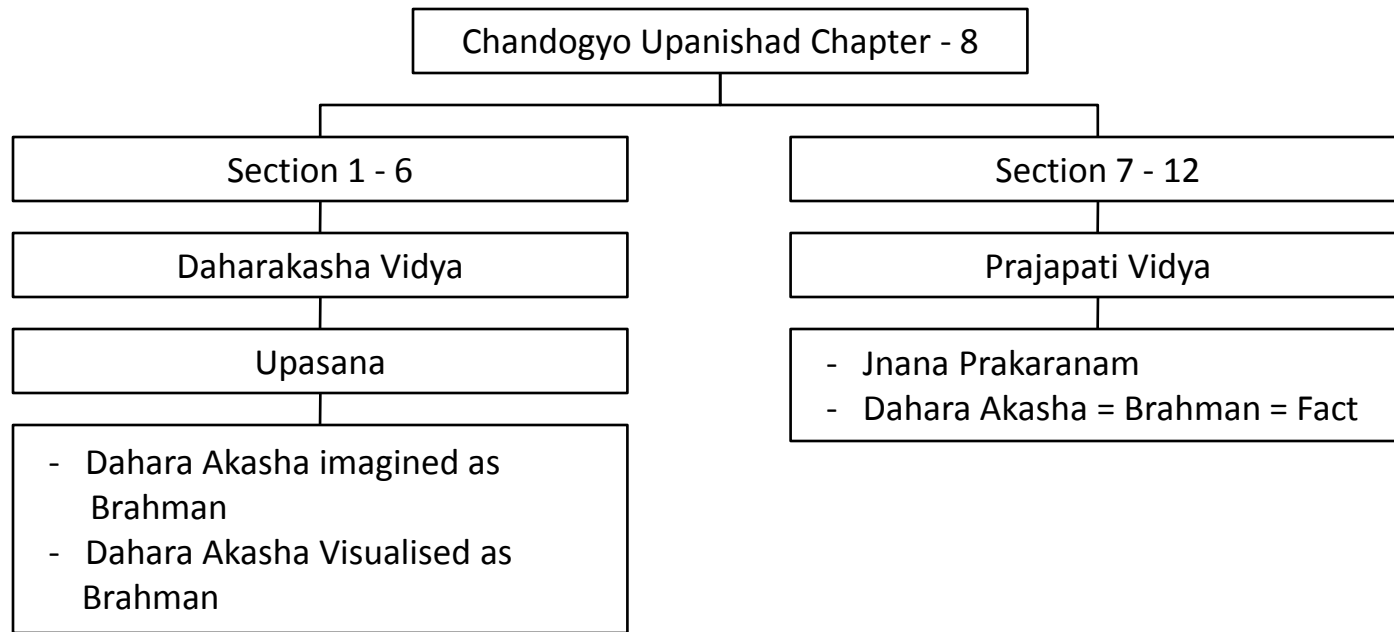 Chandogyo Upanishad Chapter - 8
Section 1 - 6
Daharakasha Vidya
Upasana
- Dahara Akasha imagined as
Brahman
- Dahara Akasha Visualised as
Brahman
Section 7 - 12
Prajapati Vidya
- Jnana Prakaranam
- Dahara Akasha = Brahman = Fact